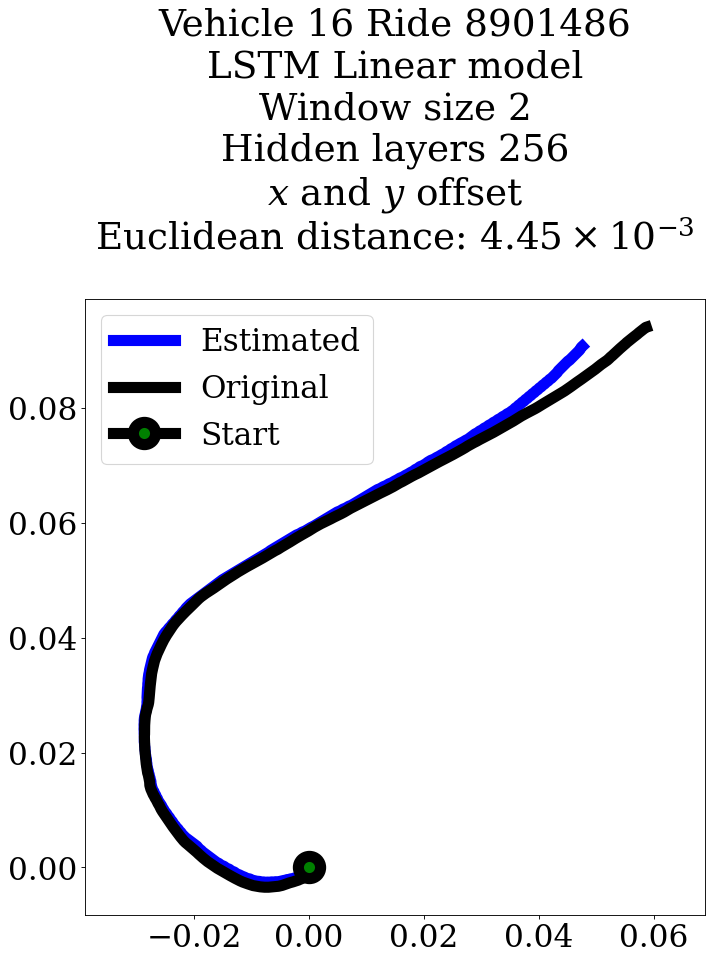 Vehicle 16 Ride 8901486
LSTM Linear model
Window size 2
Hidden layers 256
x and y offset
Euclidean distance: 4.45 × 10⁻³
Estimated
Original
Start
0.08
0.06
0.04
0.02
0.00
−0.02 0.00 0.02 0.04 0.06